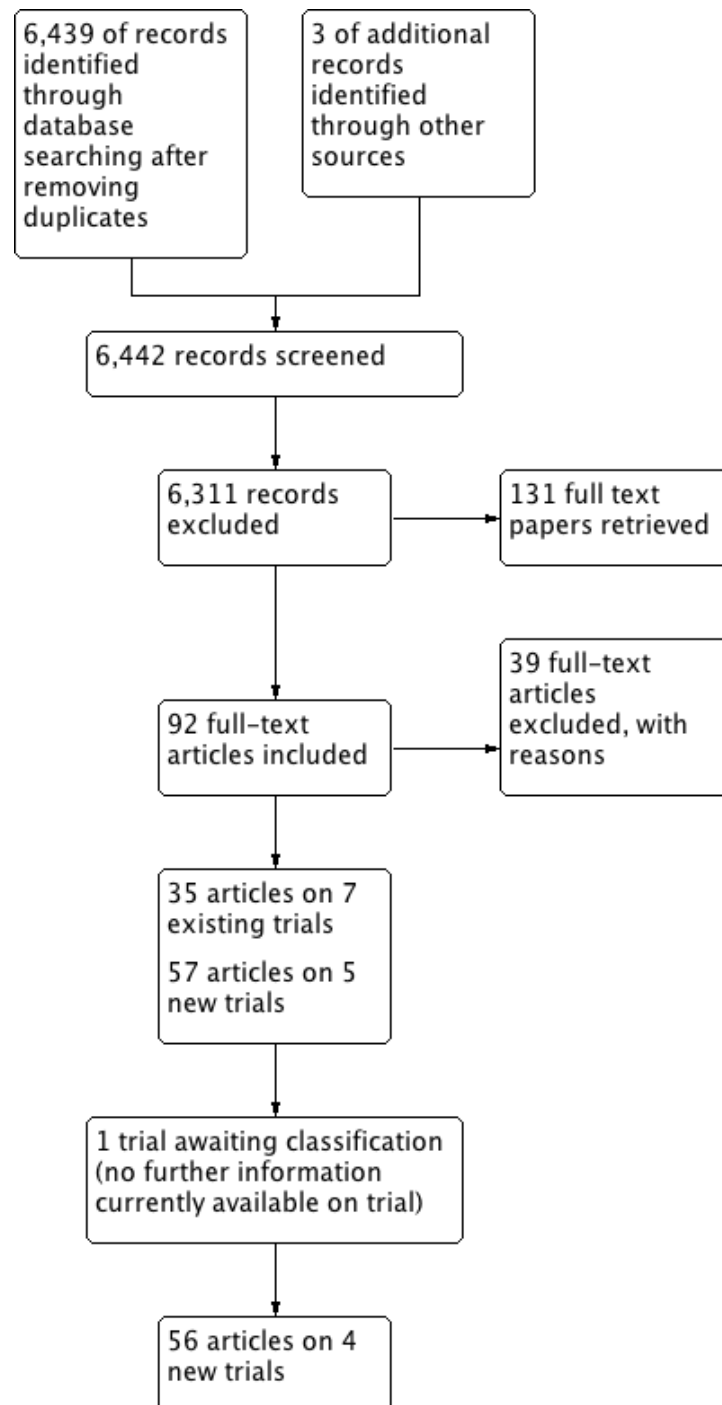 6,439 of records
identified
through
database
searching after
removing
duplicates
3 of additional
records
identified
through other
sources
6,442 records screened
6,311 records
excluded
131 full text
papers retrieved
92 full-text
articles included
39 full-text
articles
excluded, with
reasons
35 articles on 7
existing trials
57 articles on 5
new trials
1 trial awaiting classification
(no further information
currently available on trial)
56 articles on 4
new trials